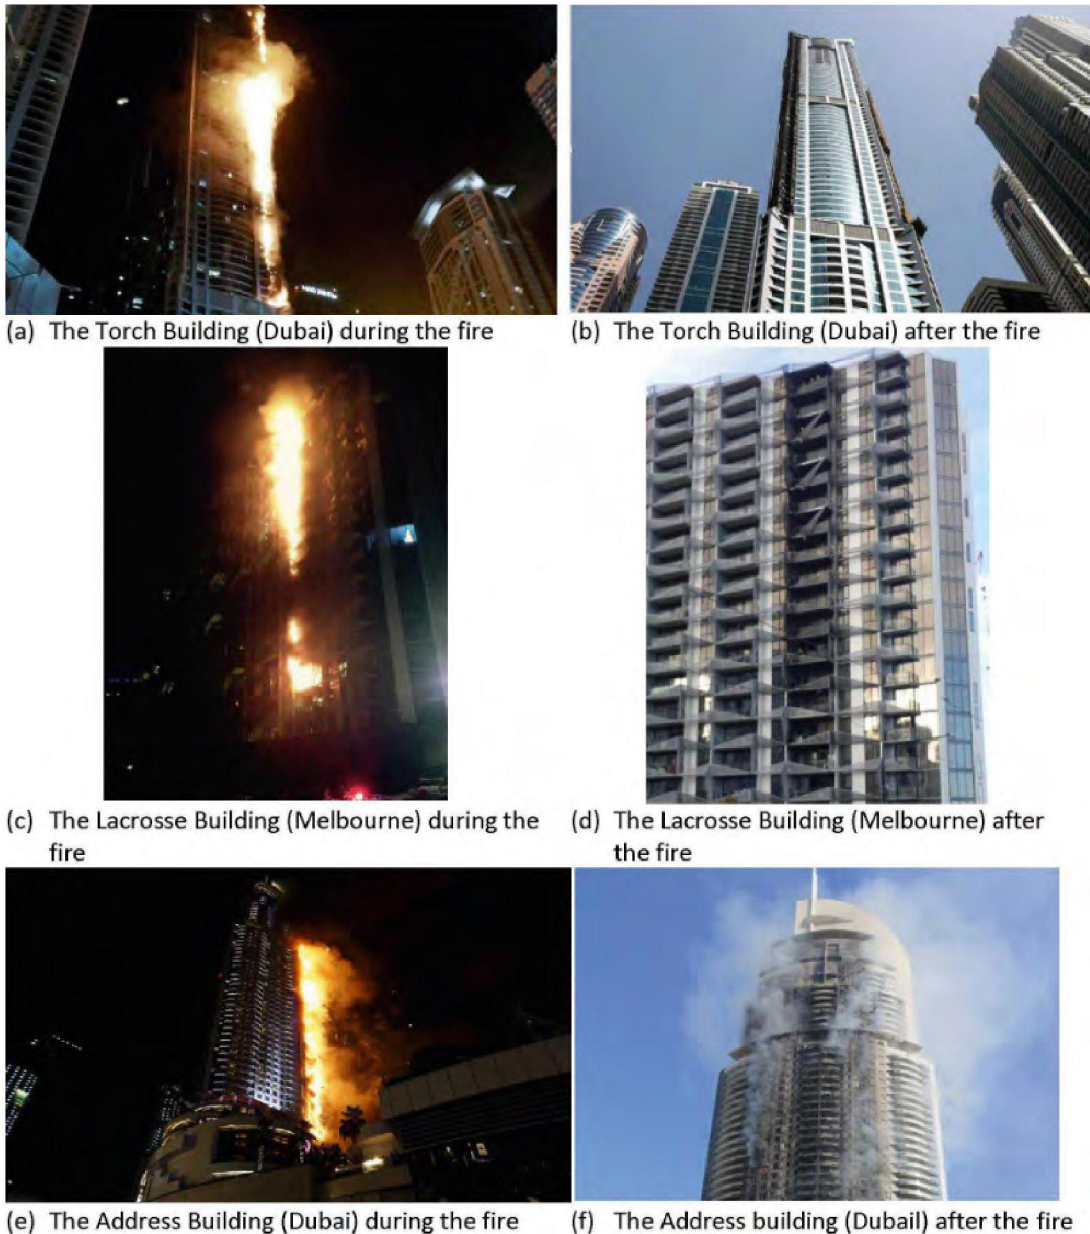 (a) The Torch Building (Dubai) during the fire
(b) The Torch Building (Dubai) after the fire
(c) The Lacrosse Building (Melbourne) during the
fire
(d) The Lacrosse Building (Melbourne) after
the fire
(e) The Address Building (Dubai) during the fire
(f) The Address building (Dubail) after the fire